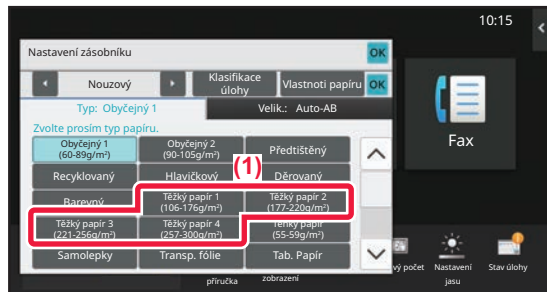 10:15
Nastavení zásobníku
OK
Nouzový
Klasifikace
úlohy
Vlastnoti papíru
OK
Typ: Obyčejný 1
Velik.: Auto-AB
Zvolte prosím typ papíru.
Obyčejný 1
(60-89g/m²)
Obyčejný 2
(90-105g/m²)
Předtištěný
Recyklovaný
Hlavičkový
Děrovaný
(1)
Barevný
Těžký papír 1
(106-176g/m²)
Těžký papír 2
(177-220g/m²)
Těžký papír 3
(221-256g/m²)
Těžký papír 4
(257-300g/m²)
Tenký papír
(55-59g/m²)
Samolepky
Transp. fólie
Tab. Papír
Fax
počet
Nastavení
jasu
Stav úlohy
příručka
zobrazení